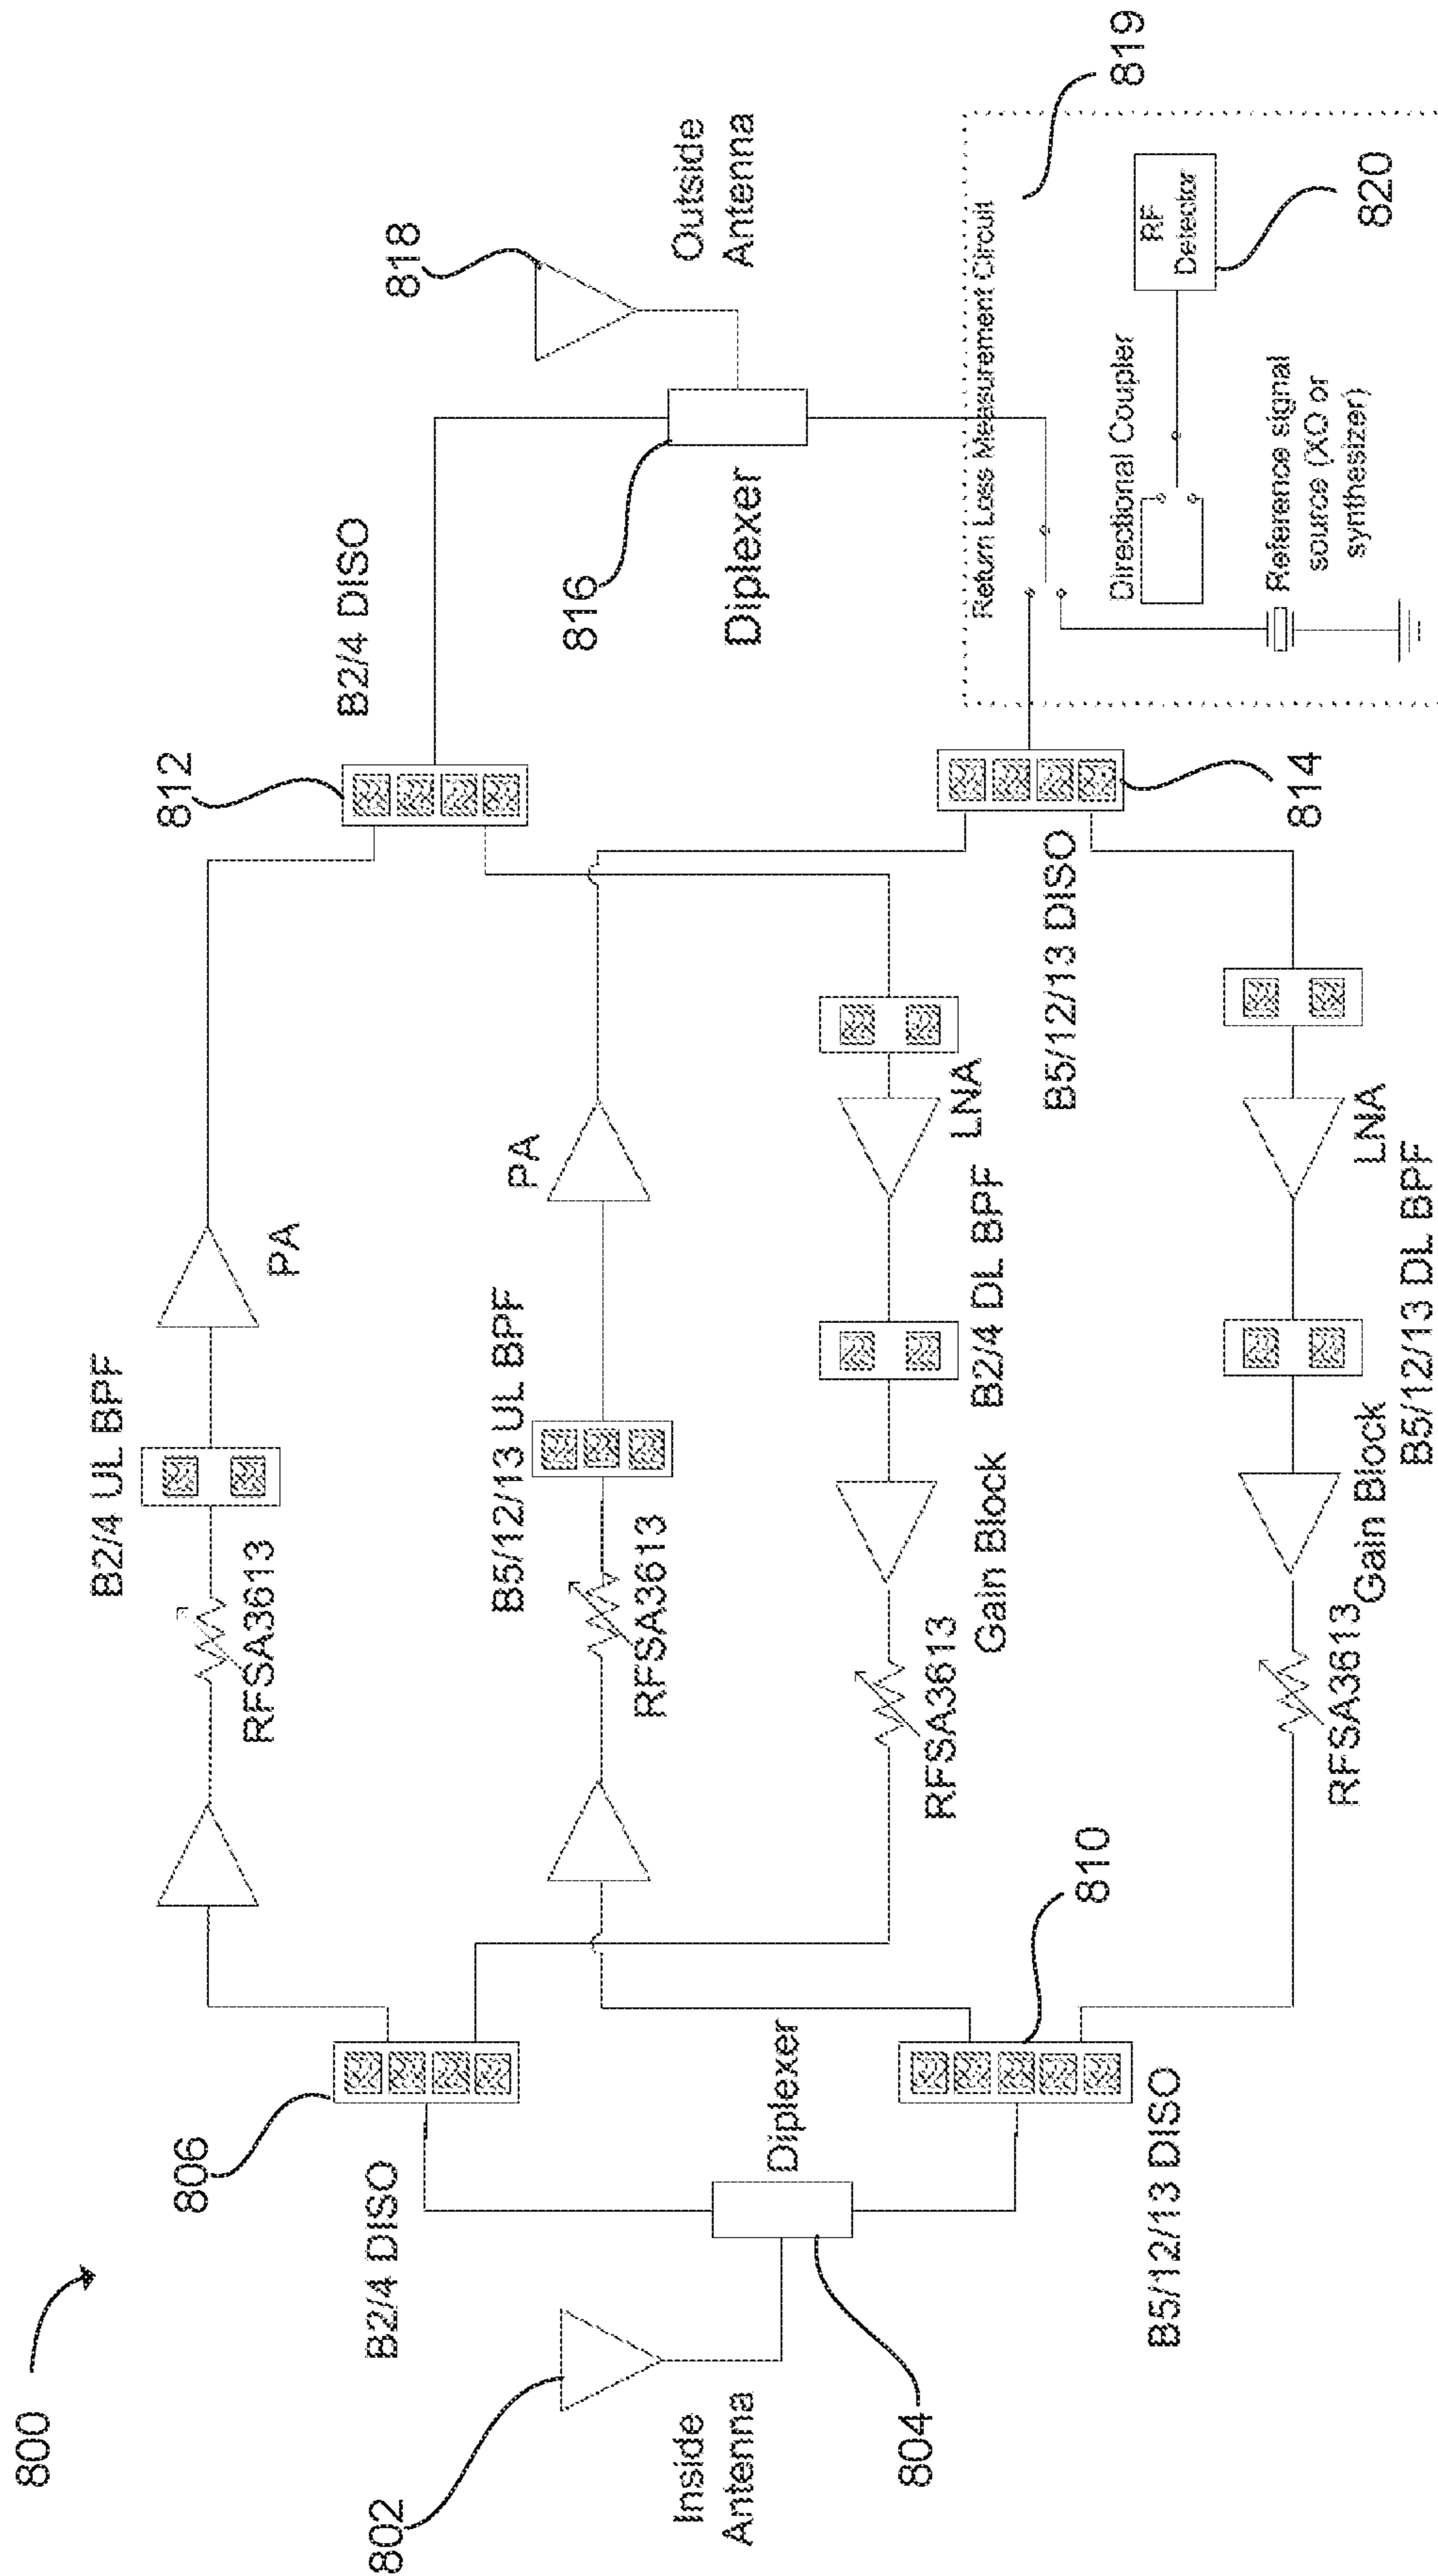 800
802
Inside
Antenna
804
Diplexer
806
B2/4 DISO
810
B5/12/13 DISO
B2/4 UL BPF
RFSA3613
PA
B5/12/13 UL BPF
RFSA3613
PA
RFSA3613
Gain Block
B2/4 DL BPF
LNA
RFSA3613
Gain Block
B5/12/13 DL BPF
LNA
812
B2/4 DISO
814
B5/12/13 DISO
816
Diplexer
818
Outside
Antenna
819
Return Loss Measurement Circuit
Directional Coupler
RF
Detector
820
Reference signal
source (XO or
synthesizer)